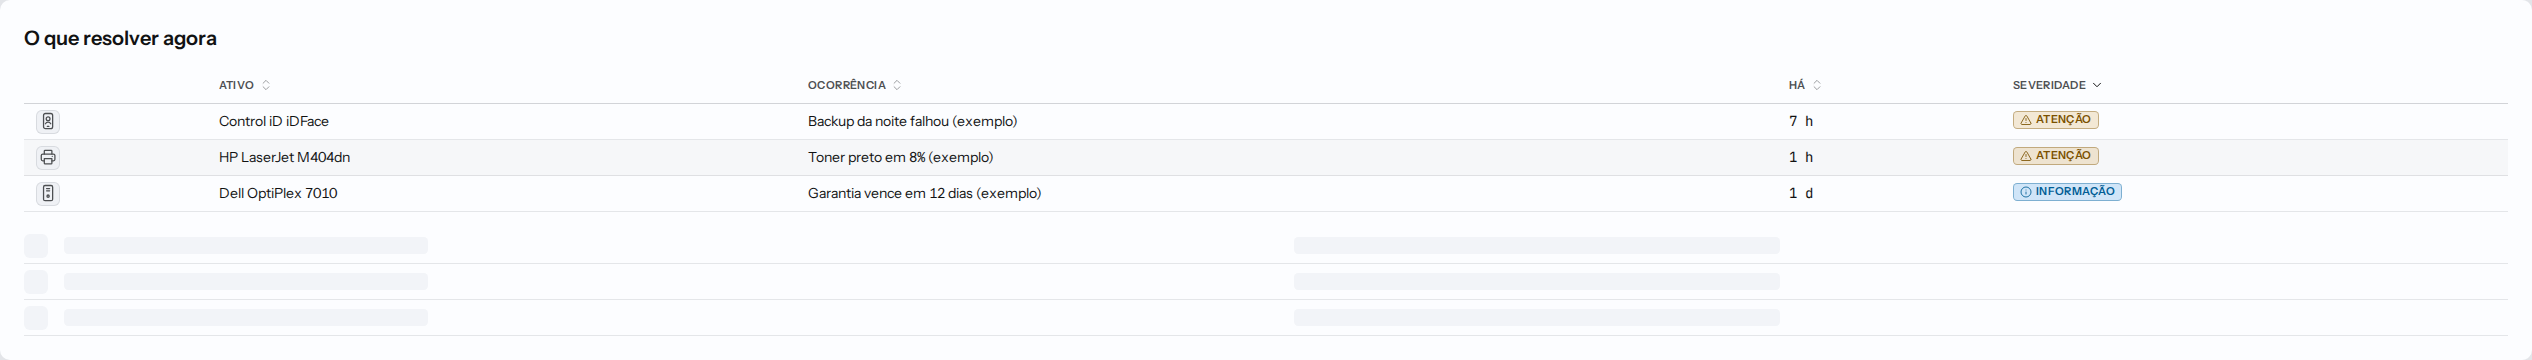 O que resolver agora
ATIVO OCORRÊNCIA HÁ SEVERIDADE
Control iD iDFace Backup da noite falhou (exemplo) 7 h ATENÇÃO
HP LaserJet M404dn Toner preto em 8% (exemplo) 1 h ATENÇÃO
Dell OptiPlex 7010 Garantia vence em 12 dias (exemplo) 1 d INFORMAÇÃO